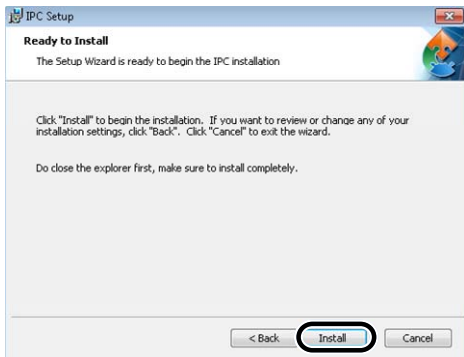 IPC Setup
Ready to Install
The Setup Wizard is ready to begin the IPC installation
Click "Install" to begin the installation. If you want to review or change any of your
installation settings, click "Back". Click "Cancel" to exit the wizard.
Do close the explorer first, make sure to install completely.
< Back Install Cancel